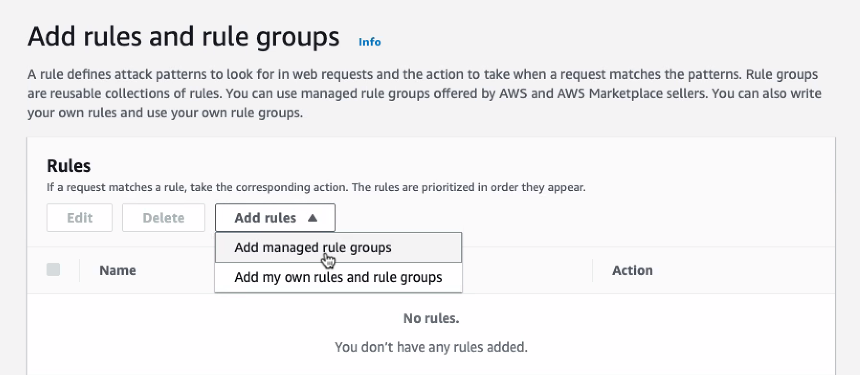 Add rules and rule groups Info
A rule defines attack patterns to look for in web requests and the action to take when a request matches the patterns. Rule groups
are reusable collections of rules. You can use managed rule groups offered by AWS and AWS Marketplace sellers. You can also write
your own rules and use your own rule groups.
Rules
If a request matches a rule, take the corresponding action. The rules are prioritized in order they appear.
Edit Delete Add rules
Add managed rule groups
Name Action
Add my own rules and rule groups
No rules.
You don't have any rules added.